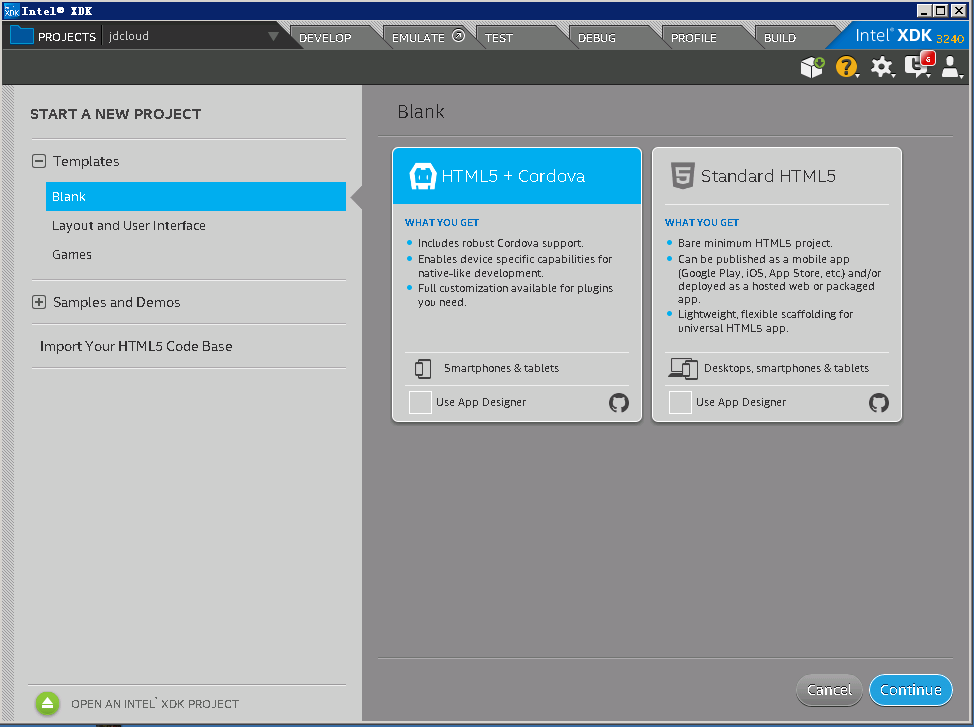 Intel® XDK
PROJECTS jdcloud DEVELOP EMULATE TEST DEBUG PROFILE BUILD Intel® XDK 3240
6
START A NEW PROJECT
Templates
Blank
Layout and User Interface
Games
Samples and Demos
Import Your HTML5 Code Base
OPEN AN INTEL® XDK PROJECT
Blank
HTML5 + Cordova
WHAT YOU GET
Includes robust Cordova support.
Enables device specific capabilities for
native-like development.
Full customization available for plugins
you need.
Smartphones & tablets
Use App Designer
Standard HTML5
WHAT YOU GET
Bare minimum HTML5 project.
Can be published as a mobile app
(Google Play, iOS, App Store, etc.) and/or
deployed as a hosted web or packaged
app.
Lightweight, flexible scaffolding for
universal HTML5 app.
Desktops, smartphones & tablets
Use App Designer
Cancel Continue